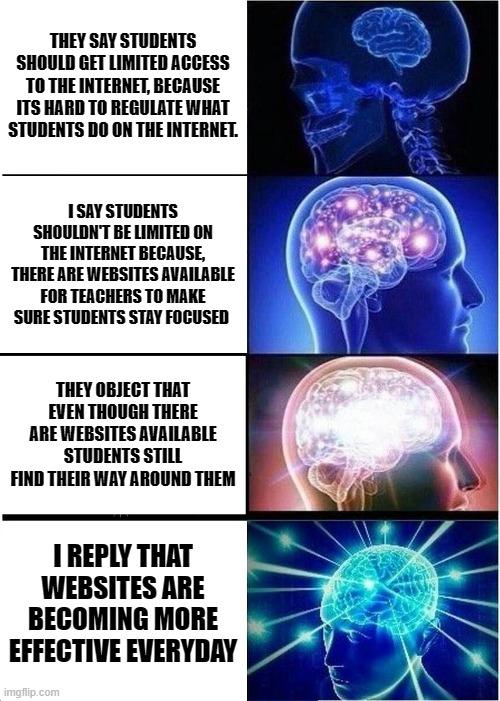 THEY SAY STUDENTS
SHOULD GET LIMITED ACCESS
TO THE INTERNET, BECAUSE
ITS HARD TO REGULATE WHAT
STUDENTS DO ON THE INTERNET.
I SAY STUDENTS
SHOULDN'T BE LIMITED ON
THE INTERNET BECAUSE,
THERE ARE WEBSITES AVAILABLE
FOR TEACHERS TO MAKE
SURE STUDENTS STAY FOCUSED
THEY OBJECT THAT
EVEN THOUGH THERE
ARE WEBSITES AVAILABLE
STUDENTS STILL
FIND THEIR WAY AROUND THEM
I REPLY THAT
WEBSITES ARE
BECOMING MORE
EFFECTIVE EVERYDAY
imgflip.com